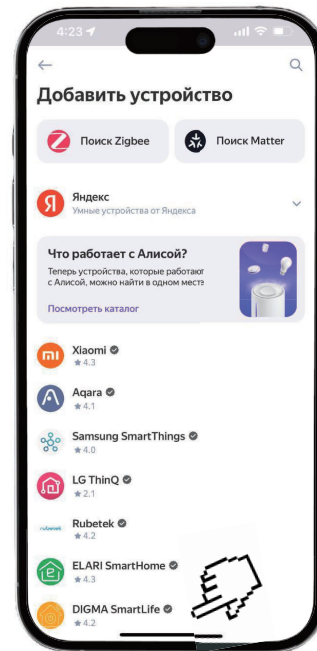 4:23
Добавить устройство
Поиск Zigbee
Поиск Matter
Я
Яндекс
Умные устройства от Яндекса
Что работает с Алисой?
Теперь устройства, которые работают
с Алисой, можно найти в одном месте
Посмотреть каталог
mi
Xiaomi
4.3
Aqara
4.1
Samsung SmartThings
4.0
LG ThinQ
2.1
rubetek
Rubetek
4.2
ELARI SmartHome
4.3
DIGMA SmartLife
4.2